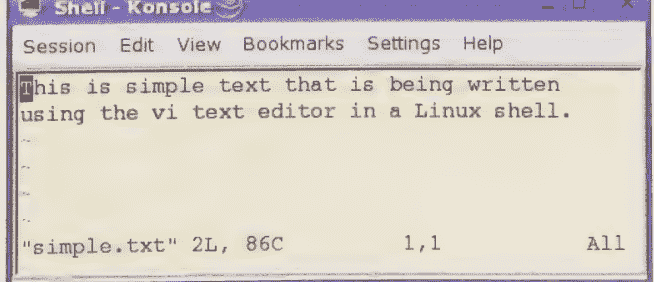 Shell - Konsole
Session Edit View Bookmarks Settings Help
This is simple text that is being written
using the vi text editor in a Linux shell.
~
~
~
~
"simple.txt" 2L, 86C 1,1 All